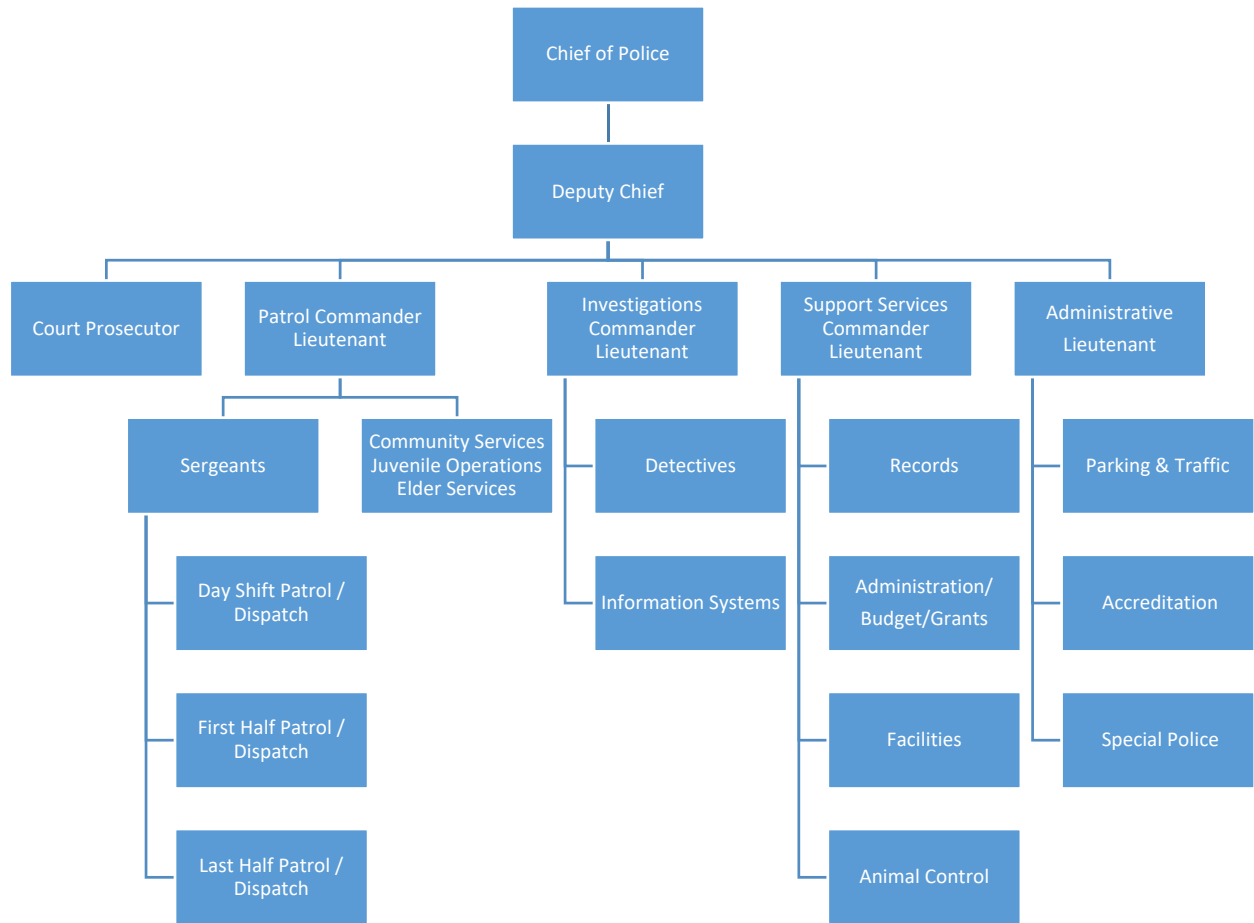 Chief of Police
Deputy Chief
Court Prosecutor
Patrol Commander
Lieutenant
Investigations
Commander
Lieutenant
Support Services
Commander
Lieutenant
Administrative
Lieutenant
Sergeants
Community Services
Juvenile Operations
Elder Services
Detectives
Records
Parking & Traffic
Day Shift Patrol /
Dispatch
Information Systems
Administration/
Budget/Grants
Accreditation
First Half Patrol /
Dispatch
Facilities
Special Police
Last Half Patrol /
Dispatch
Animal Control